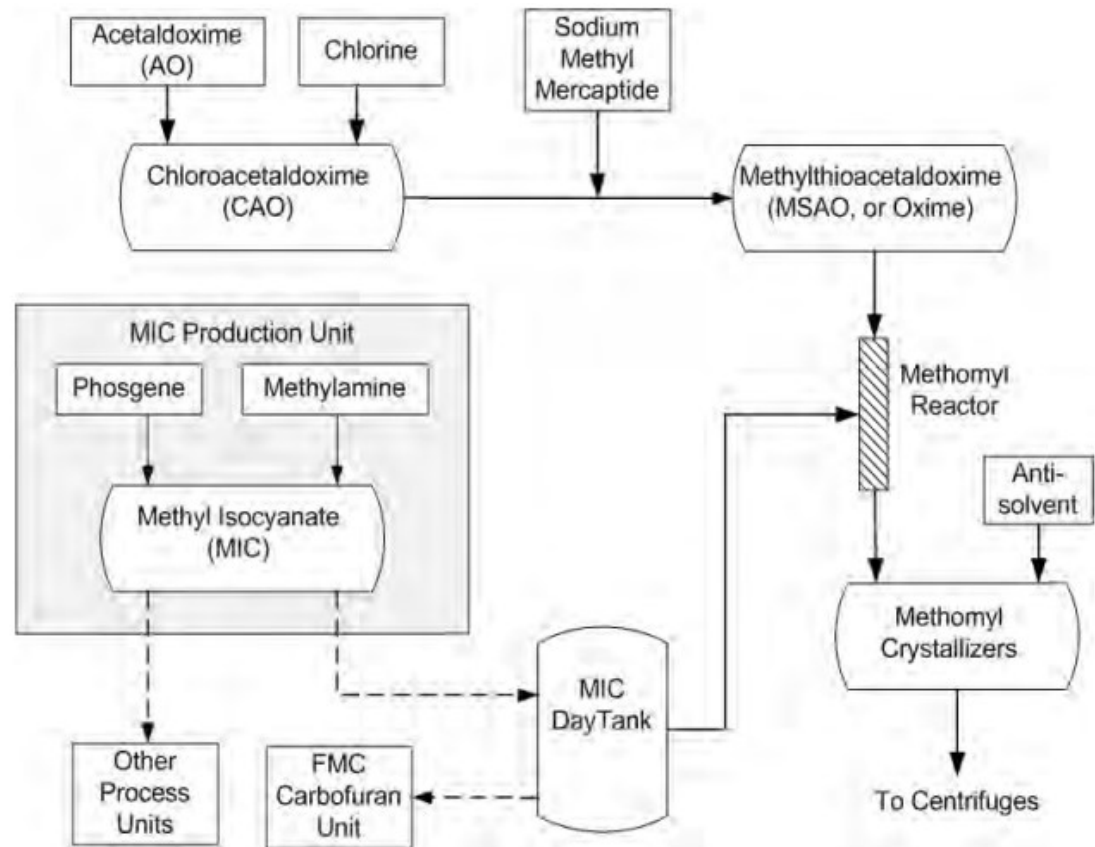 Acetaldoxime
(AO)
Chlorine
Sodium
Methyl
Mercaptide
Chloroacetaldoxime
(CAO)
Methylthioacetaldoxime
(MSAO, or Oxime)
MIC Production Unit
Phosgene
Methylamine
Methyl Isocyanate
(MIC)
Methomyl
Reactor
Anti-
solvent
Methomyl
Crystallizers
MIC
DayTank
Other
Process
Units
FMC
Carbofuran
Unit
To Centrifuges